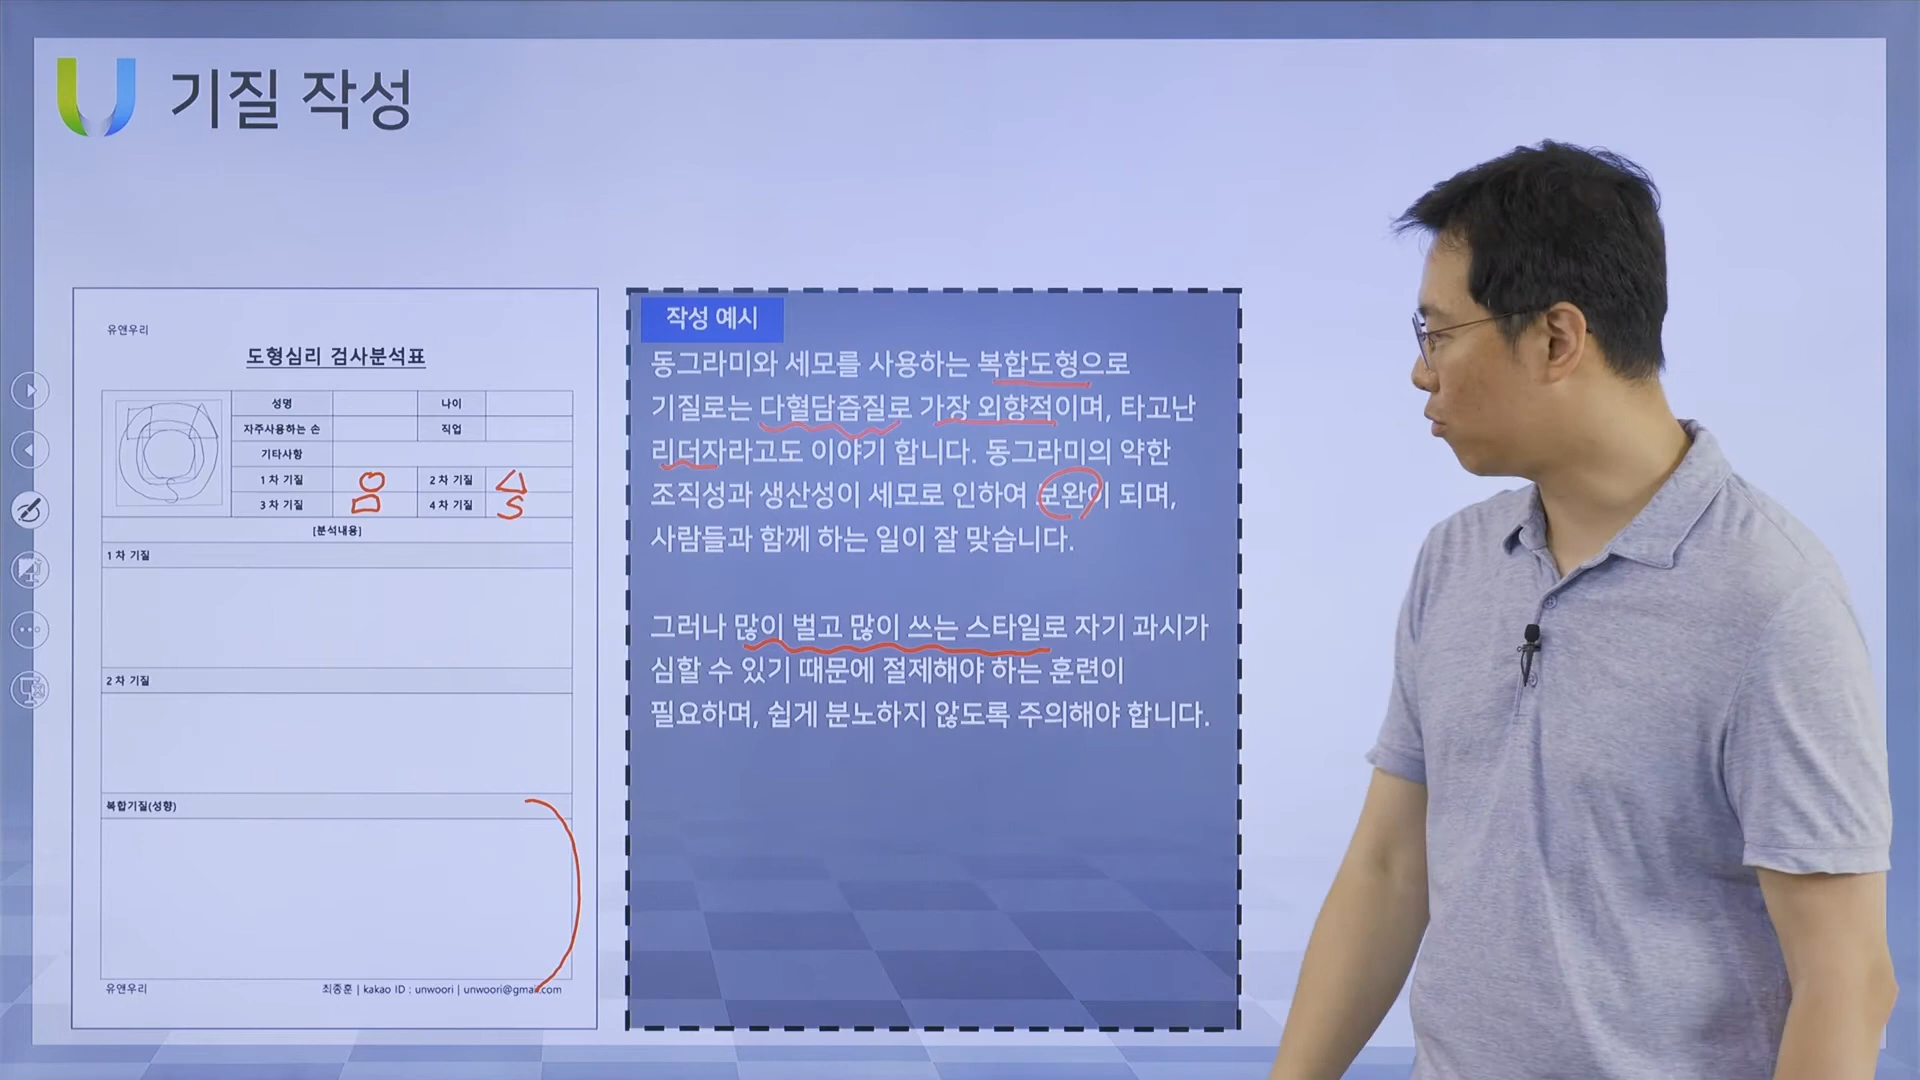 기질 작성
유앤우리
도형심리 검사분석표
성명 나이
자주사용하는 손 직업
기타사항
1차 기질 2차 기질
3차 기질 4차 기질 S
[분석내용]
1차 기질
2차 기질
복합기질(성향)
유앤우리 최종훈 | kakao ID : unwoori | unwoori@gmail.com
작성 예시
동그라미와 세모를 사용하는 복합도형으로
기질로는 다혈담즙질로 가장 외향적이며, 타고난
리더자라고도 이야기 합니다. 동그라미의 약한
조직성과 생산성이 세모로 인하여 보완이 되며,
사람들과 함께 하는 일이 잘 맞습니다.
그러나 많이 벌고 많이 쓰는 스타일로 자기 과시가
심할 수 있기 때문에 절제해야 하는 훈련이
필요하며, 쉽게 분노하지 않도록 주의해야 합니다.